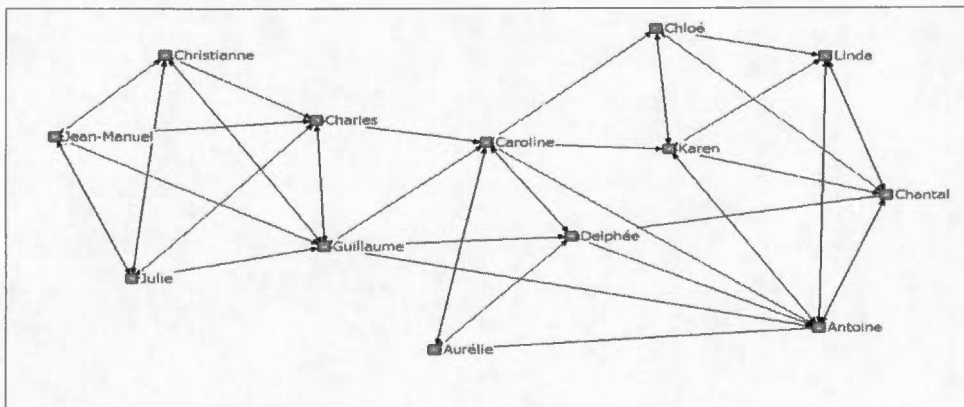 Chloé
Christianne
Linda
Charles
Jean-Manuel
Caroline
Karen
Chantal
Delphée
Guillaume
Julie
Antoine
Aurélie